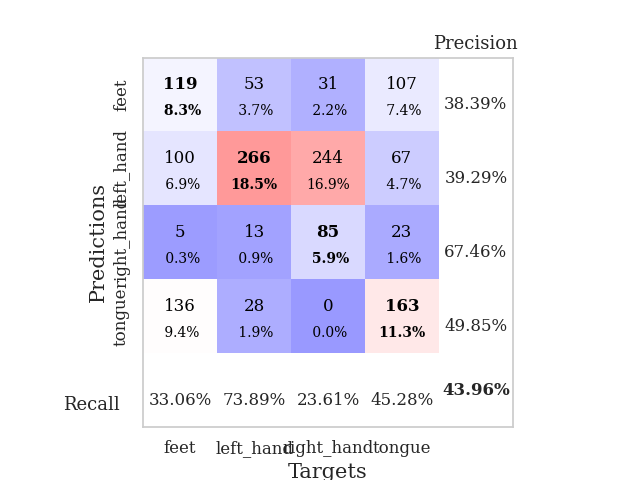 Precision
feet 119 53 31 107
8.3% 3.7% 2.2% 7.4% 38.39%
left_hand 100 266 244 67
6.9% 18.5% 16.9% 4.7% 39.29%
right_hand 5 13 85 23
0.3% 0.9% 5.9% 1.6% 67.46%
tongue 136 28 0 163
9.4% 1.9% 0.0% 11.3% 49.85%
Predictions
Recall 33.06% 73.89% 23.61% 45.28% 43.96%
feet left_hand right_hand tongue
Targets